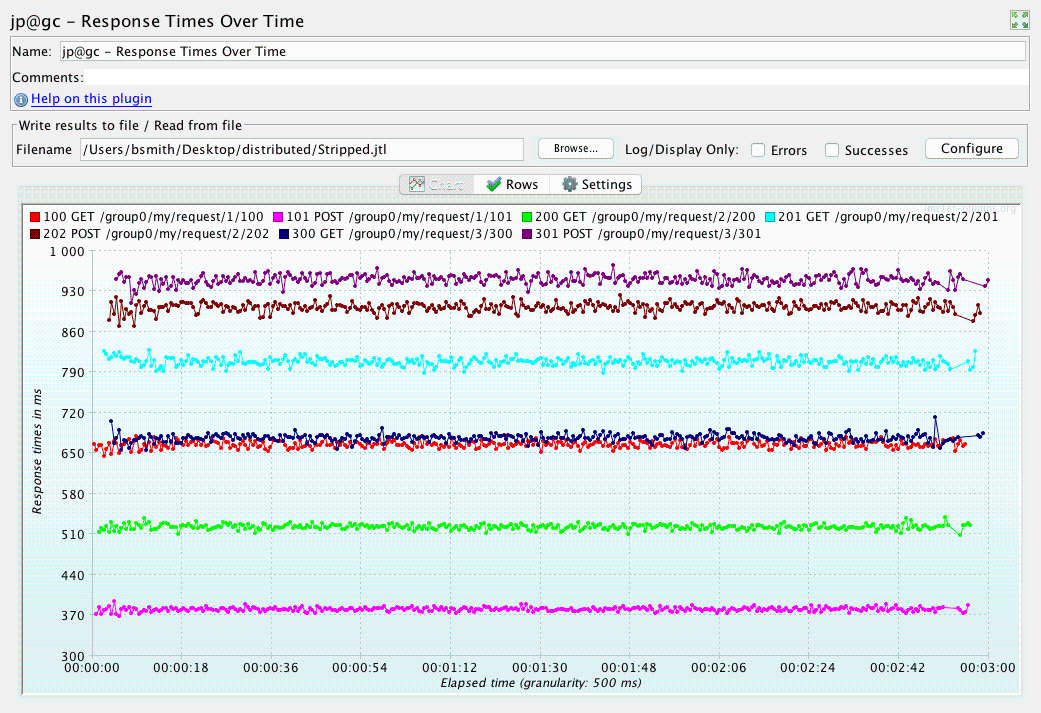 jp@gc - Response Times Over Time
Name: jp@gc - Response Times Over Time
Comments:
Help on this plugin
Write results to file / Read from file
Filename /Users/bsmith/Desktop/distributed/Stripped.jtl Browse... Log/Display Only: Errors Successes Configure
Chart Rows Settings
jmeter-plugins.org
100 GET /group0/my/request/1/100 101 POST /group0/my/request/1/101 200 GET /group0/my/request/2/200 201 GET /group0/my/request/2/201
202 POST /group0/my/request/2/202 300 GET /group0/my/request/3/300 301 POST /group0/my/request/3/301
1 000
930
860
790
720
650
580
510
440
370
300
Response times in ms
00:00:00 00:00:18 00:00:36 00:00:54 00:01:12 00:01:30 00:01:48 00:02:06 00:02:24 00:02:42 00:03:00
Elapsed time (granularity: 500 ms)